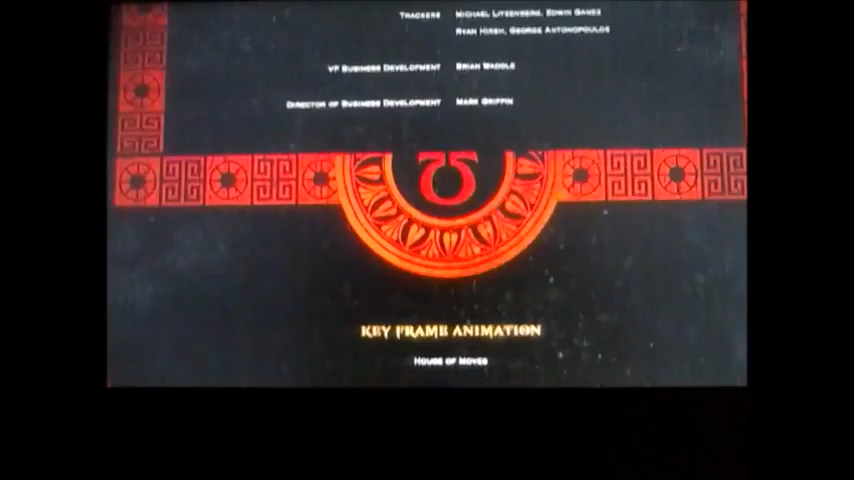 TRACKERS MICHAEL LITZENBERG, EDWIN GAMEZ
RYAN HIRSH, GEORGE ANTONOPOULOS
VP BUSINESS DEVELOPMENT BRIAN WADDLE
DIRECTOR OF BUSINESS DEVELOPMENT MARK GRIFFIN
KEY FRAME ANIMATION
HOUSE OF MOVES